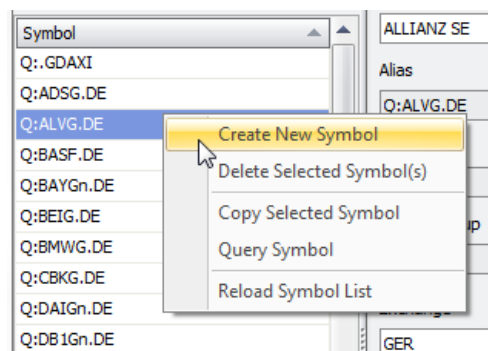 Symbol
Q:.GDAXI
Q:ADSG.DE
Q:ALVG.DE
Q:BASF.DE
Q:BAYGn.DE
Q:BEIG.DE
Q:BMWG.DE
Q:CBKG.DE
Q:DAIGn.DE
Q:DB1Gn.DE
Create New Symbol
Delete Selected Symbol(s)
Copy Selected Symbol
Query Symbol
Reload Symbol List
ALLIANZ SE
Alias
Q:ALVG.DE
up
GER